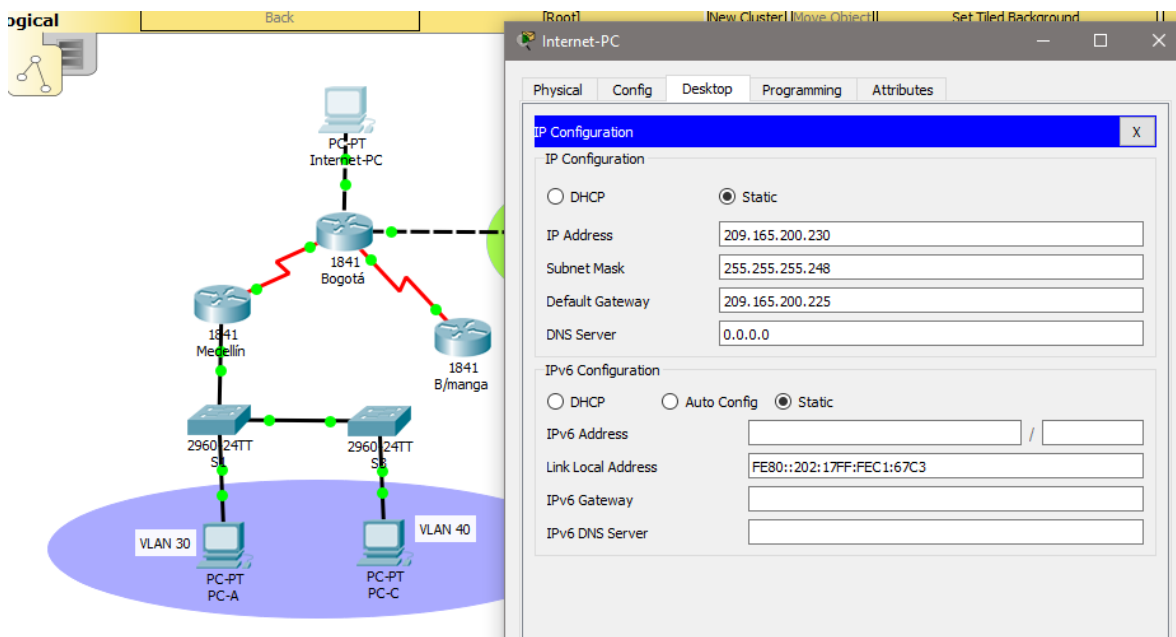 ogical
Back
[Root]
New Cluster
Move Object
Set Tiled Background
Internet-PC
Physical
Config
Desktop
Programming
Attributes
IP Configuration
X
IP Configuration
DHCP
Static
IP Address
209.165.200.230
Subnet Mask
255.255.255.248
Default Gateway
209.165.200.225
DNS Server
0.0.0.0
IPv6 Configuration
DHCP
Auto Config
Static
IPv6 Address
/
Link Local Address
FE80::202:17FF:FEC1:67C3
IPv6 Gateway
IPv6 DNS Server
PC-PT
Internet-PC
1841
Bogotá
1841
Medellín
1841
B/manga
2960-24TT
S1
2960-24TT
S3
VLAN 30
VLAN 40
PC-PT
PC-A
PC-PT
PC-C